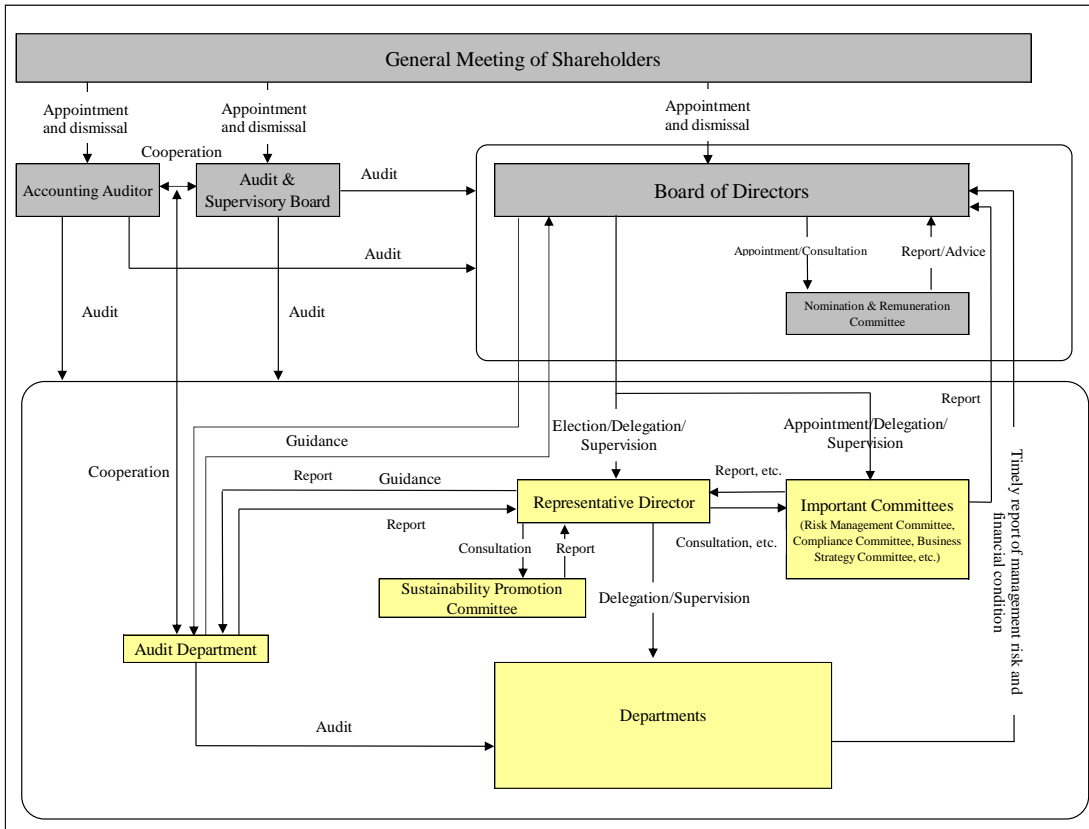 General Meeting of Shareholders
Appointment
and dismissal
Appointment
and dismissal
Appointment
and dismissal
Cooperation
Accounting Auditor
Audit &
Supervisory Board
Audit
Board of Directors
Audit
Appointment/Consultation
Report/Advice
Nomination & Remuneration
Committee
Audit
Audit
Report
Election/Delegation/
Supervision
Appointment/Delegation/
Supervision
Guidance
Cooperation
Report
Guidance
Report, etc.
Representative Director
Important Committees
(Risk Management Committee,
Compliance Committee, Business
Strategy Committee, etc.)
Report
Consultation
Report
Consultation, etc.
Sustainability Promotion
Committee
Delegation/Supervision
Timely report of management risk and
financial condition
Audit Department
Departments
Audit